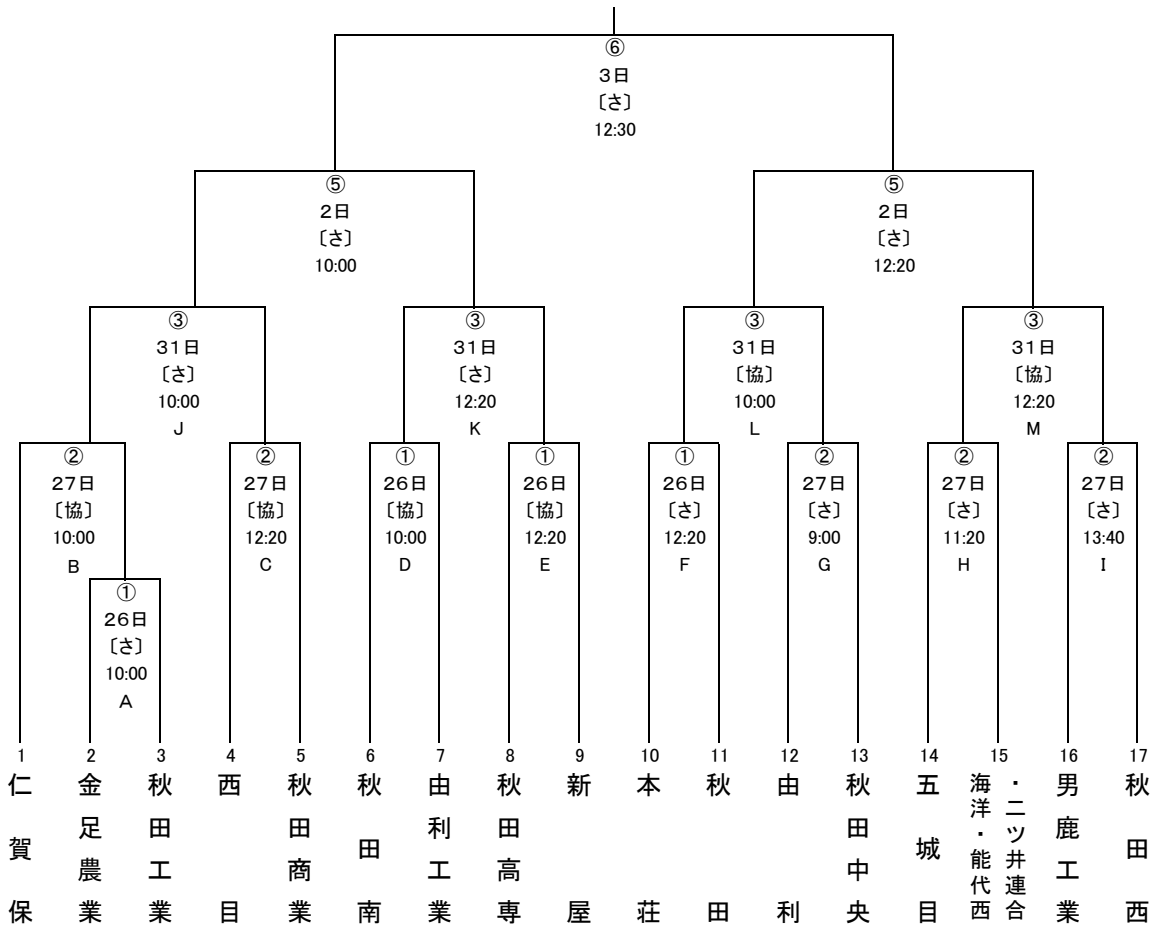 ⑥
3日
〔さ〕
12:30
⑤
2日
〔さ〕
10:00
⑤
2日
〔さ〕
12:20
③
31日
〔さ〕
10:00
J
③
31日
〔さ〕
12:20
K
③
31日
〔協〕
10:00
L
③
31日
〔協〕
12:20
M
②
27日
〔協〕
10:00
B
②
27日
〔協〕
12:20
C
①
26日
〔協〕
10:00
D
①
26日
〔協〕
12:20
E
①
26日
〔さ〕
12:20
F
②
27日
〔さ〕
9:00
G
②
27日
〔さ〕
11:20
H
②
27日
〔さ〕
13:40
I
①
26日
〔さ〕
10:00
A
1
仁賀保
2
金足農業
3
秋田工業
4
西目
5
秋田商業
6
秋田南
7
由利工業
8
秋田高専
9
新屋
10
本荘
11
秋田
12
由利
13
秋田中央
14
五城目
15
海洋・能代西
・二ツ井連合
16
男鹿工業
17
秋田西